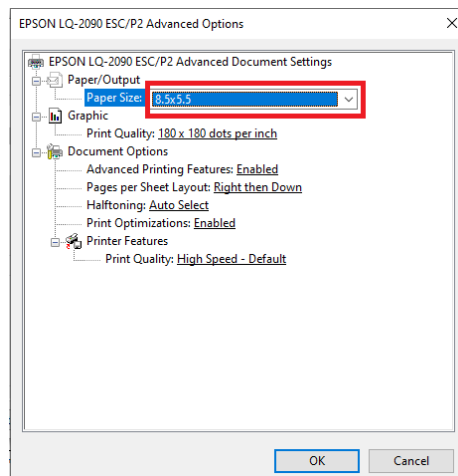 EPSON LQ-2090 ESC/P2 Advanced Options
EPSON LQ-2090 ESC/P2 Advanced Document Settings
Paper/Output
Paper Size: 8.5x5.5
Graphic
Print Quality: 180 x 180 dots per inch
Document Options
Advanced Printing Features: Enabled
Pages per Sheet Layout: Right then Down
Halftoning: Auto Select
Print Optimizations: Enabled
Printer Features
Print Quality: High Speed - Default
OK Cancel